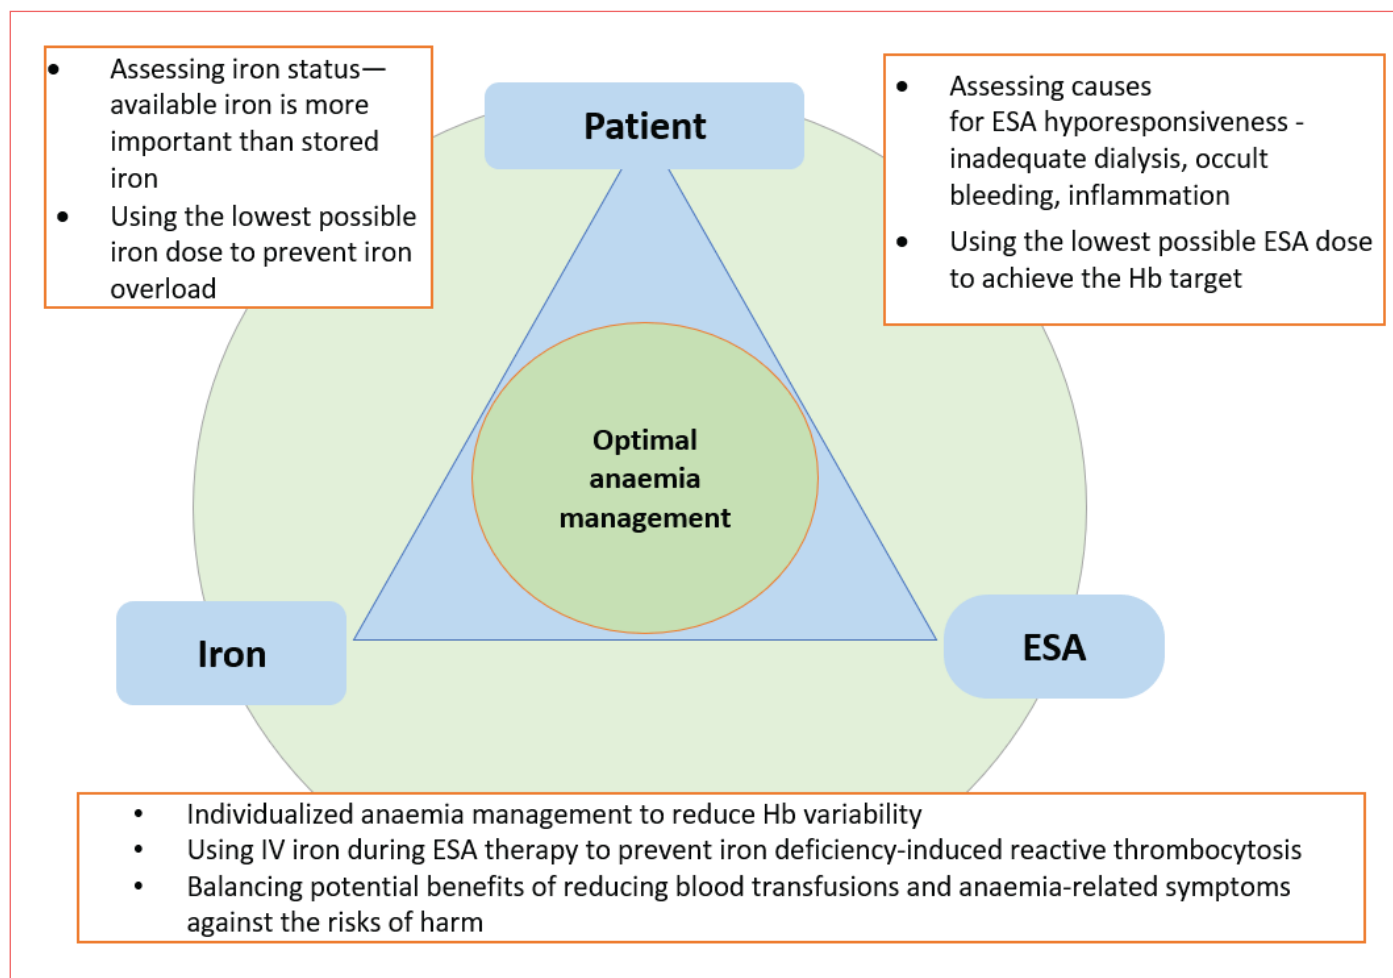 • Assessing iron status—
available iron is more
important than stored
iron
• Using the lowest possible
iron dose to prevent iron
overload
Patient
• Assessing causes
for ESA hyporesponsiveness -
inadequate dialysis, occult
bleeding, inflammation
• Using the lowest possible ESA dose
to achieve the Hb target
Optimal
anaemia
management
Iron
ESA
• Individualized anaemia management to reduce Hb variability
• Using IV iron during ESA therapy to prevent iron deficiency-induced reactive thrombocytosis
• Balancing potential benefits of reducing blood transfusions and anaemia-related symptoms
against the risks of harm